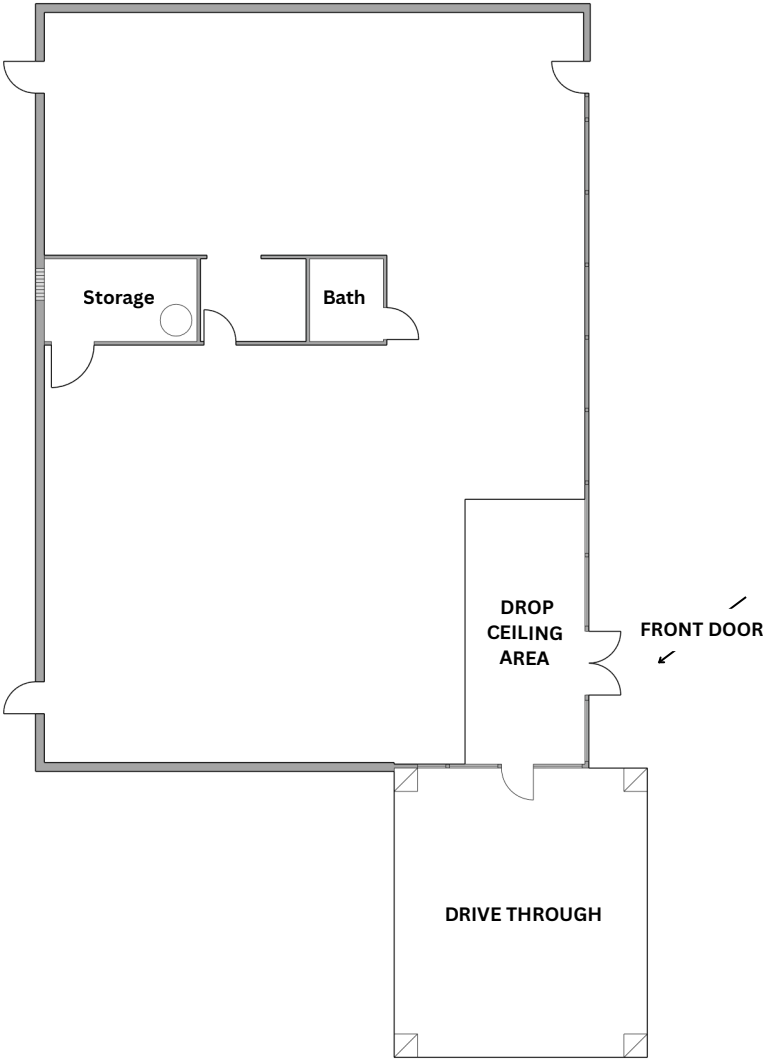 Storage
Bath
DROP
CEILING
AREA
FRONT DOOR
DRIVE THROUGH